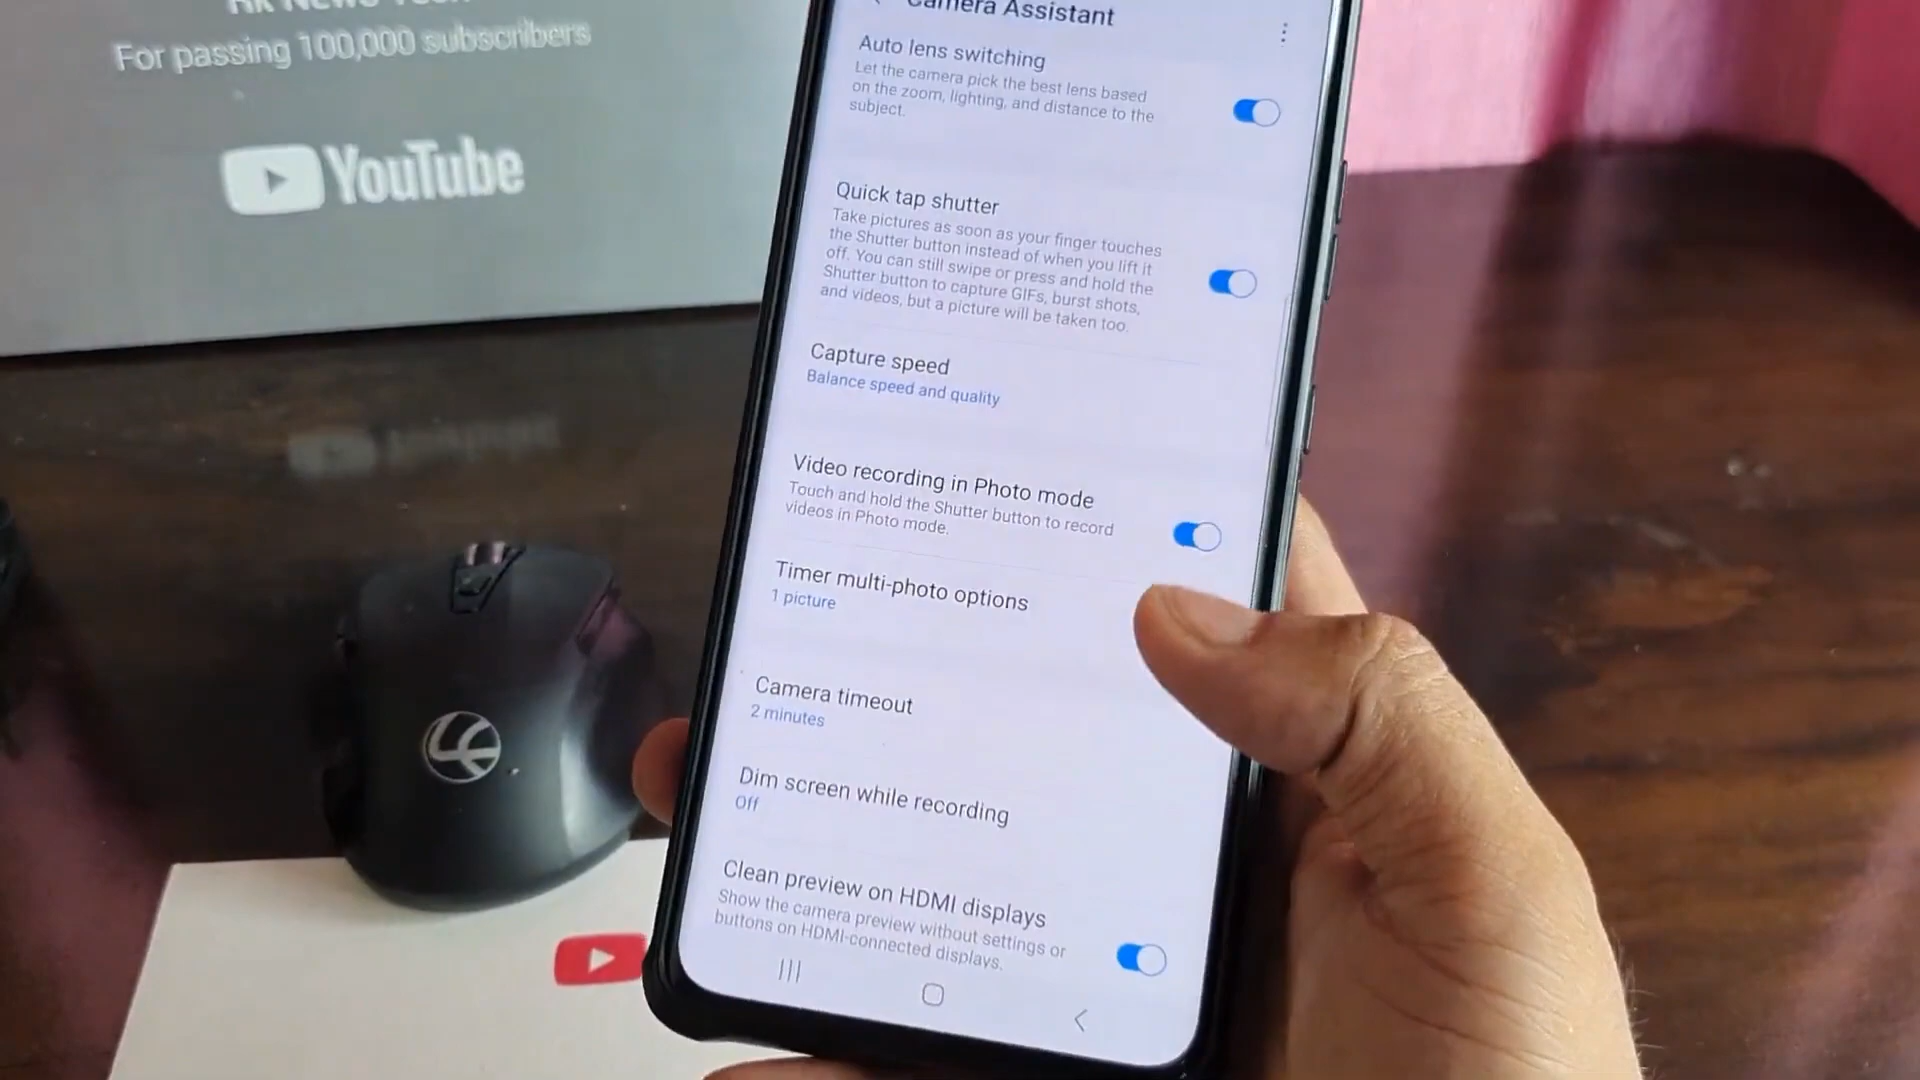 For passing 100,000 subscribers
YouTube
Camera Assistant
Auto lens switching
Let the camera pick the best lens based
on the zoom, lighting, and distance to the
subject.
Quick tap shutter
Take pictures as soon as your finger touches
the Shutter button instead of when you lift it
off. You can still swipe or press and hold the
Shutter button to capture GIFs, burst shots,
and videos, but a picture will be taken too.
Capture speed
Balance speed and quality
Video recording in Photo mode
Touch and hold the Shutter button to record
videos in Photo mode.
Timer multi-photo options
1 picture
Camera timeout
2 minutes
Dim screen while recording
Off
Clean preview on HDMI displays
Show the camera preview without settings or
buttons on HDMI-connected displays.